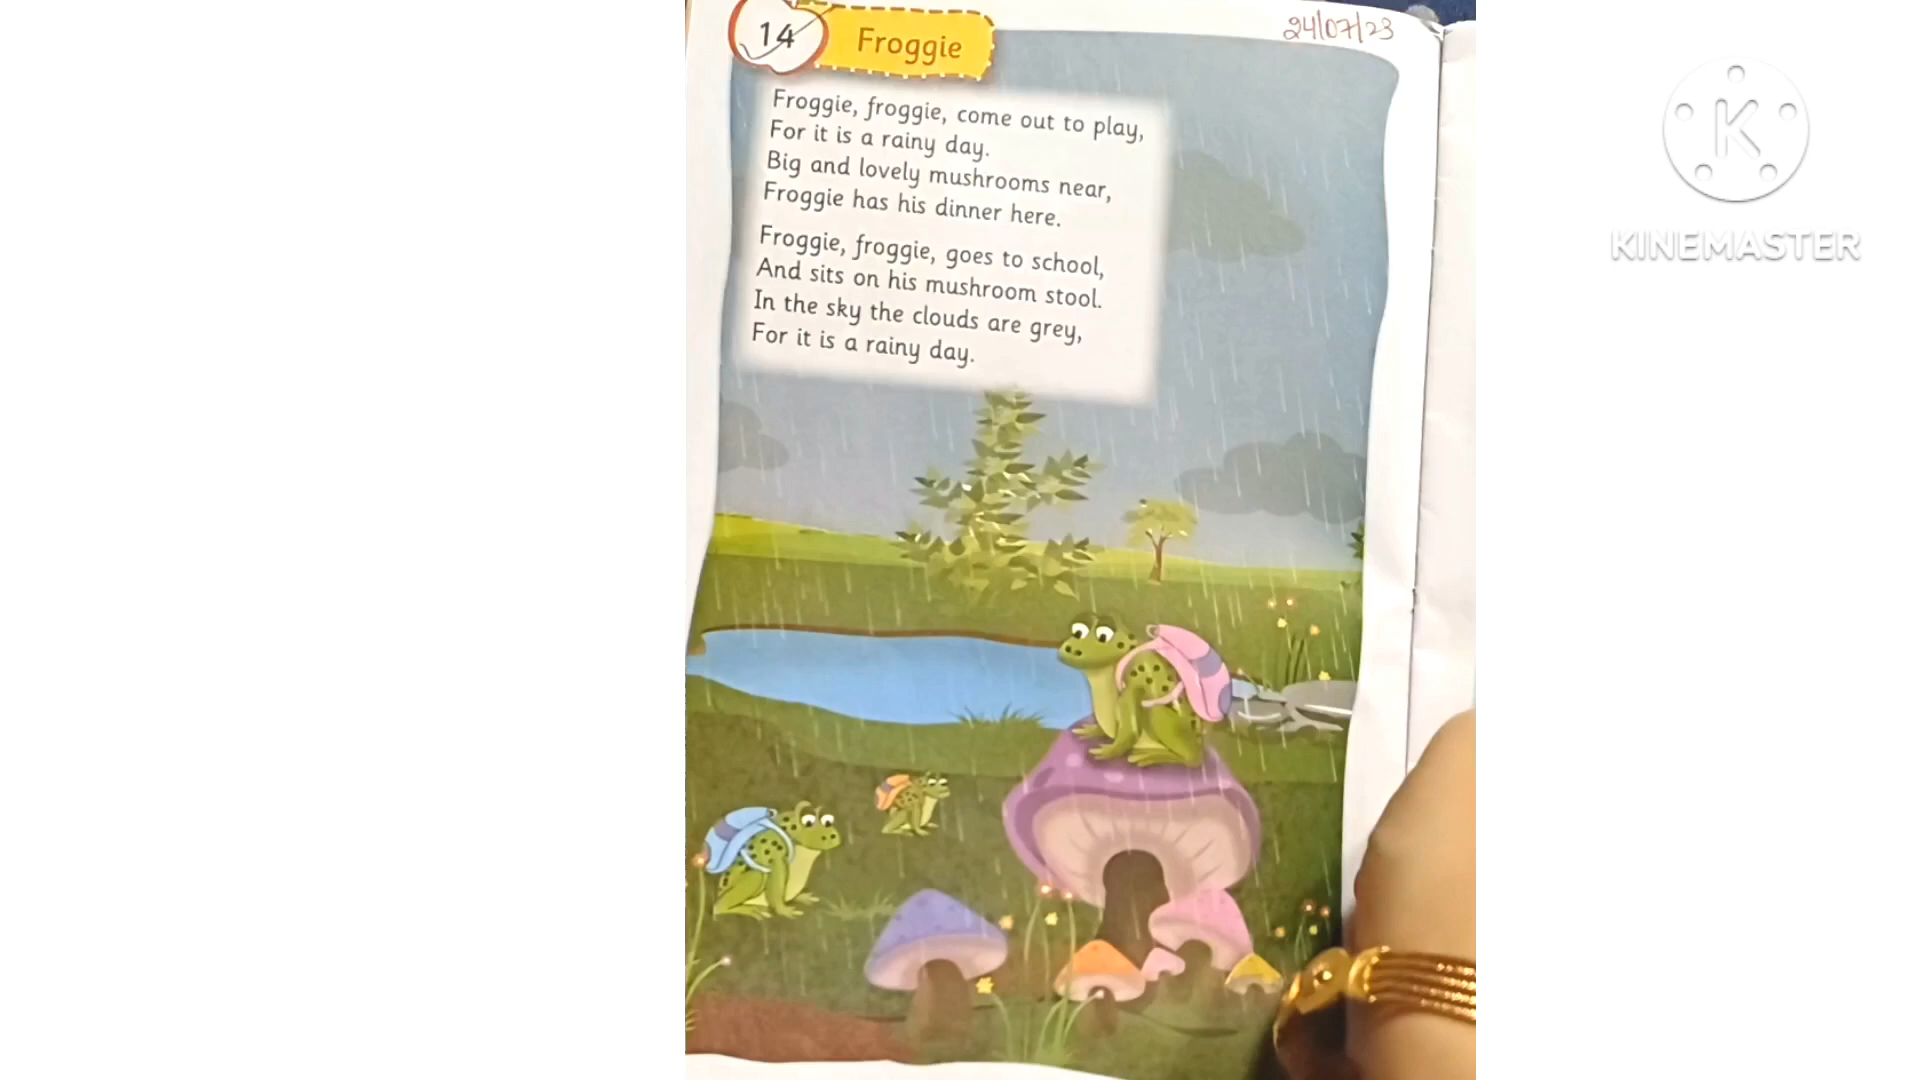 14
Froggie
24/07/23
Froggie, froggie, come out to play,
For it is a rainy day.
Big and lovely mushrooms near,
Froggie has his dinner here.
Froggie, froggie, goes to school,
And sits on his mushroom stool.
In the sky the clouds are grey,
For it is a rainy day.
K
KINEMASTER